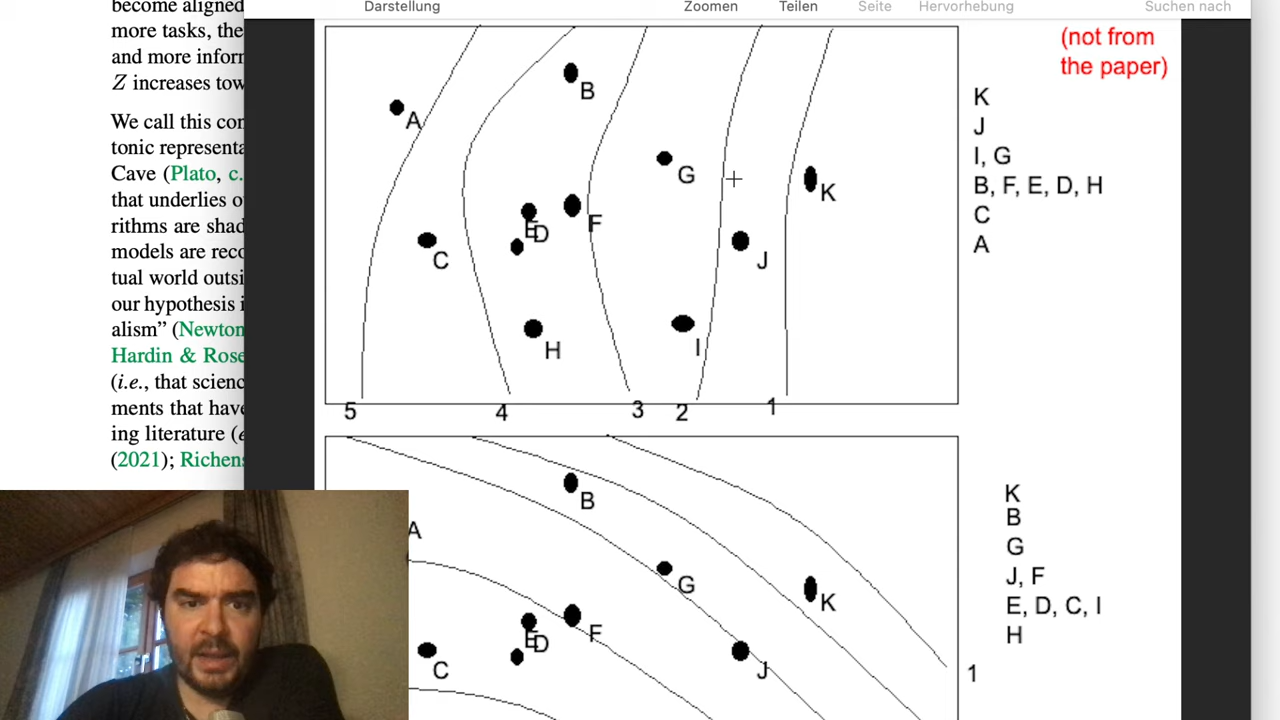 become aligned
more tasks, the
and more inforr
Z increases tow
We call this con
tonic representa
Cave (Plato, c.
that underlies o
rithms are shad
models are reco
tual world outsi
our hypothesis i
alism” (Newton
Hardin & Rose
(i.e., that scienc
ments that have
ing literature (e
(2021); Richens
Darstellung Zoomen Teilen Seite Hervorhebung Suchen nach
(not from
the paper)
B
A
G
K
E D F
C
J
H
I
5 4 3 2 1
K
J
I, G
B, F, E, D, H
C
A
B
A
G
K
E D F
C
J
1
K
B
G
J, F
E, D, C, I
H